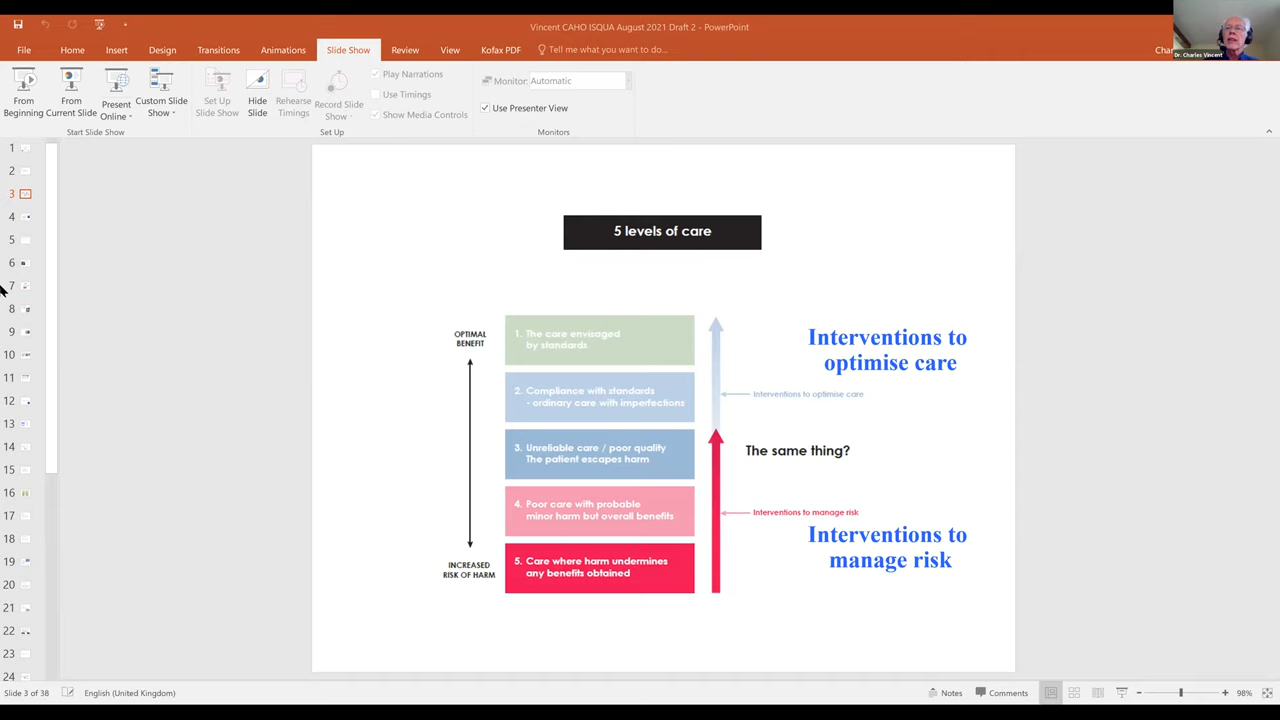 Vincent CAHO ISQUA August 2021 Draft 2 - PowerPoint
Dr. Charles Vincent
File Home Insert Design Transitions Animations Slide Show Review View Kofax PDF Tell me what you want to do...
From Beginning
From Current Slide
Present Online
Custom Slide Show
Start Slide Show
Set Up Slide Show
Hide Slide
Rehearse Timings
Record Slide Show
Play Narrations
Use Timings
Show Media Controls
Set Up
Monitor: Automatic
Use Presenter View
Monitors
1
2
3
4
5
6
7
8
9
10
11
12
13
14
15
16
17
18
19
20
21
22
23
24
5 levels of care
OPTIMAL
BENEFIT
INCREASED
RISK OF HARM
1. The care envisaged
by standards
2. Compliance with standards
- ordinary care with imperfections
3. Unreliable care / poor quality
The patient escapes harm
4. Poor care with probable
minor harm but overall benefits
5. Care where harm undermines
any benefits obtained
Interventions to
optimise care
Interventions to optimise care
The same thing?
Interventions to manage risk
Interventions to
manage risk
Slide 3 of 38 English (United Kingdom) Notes Comments 98%